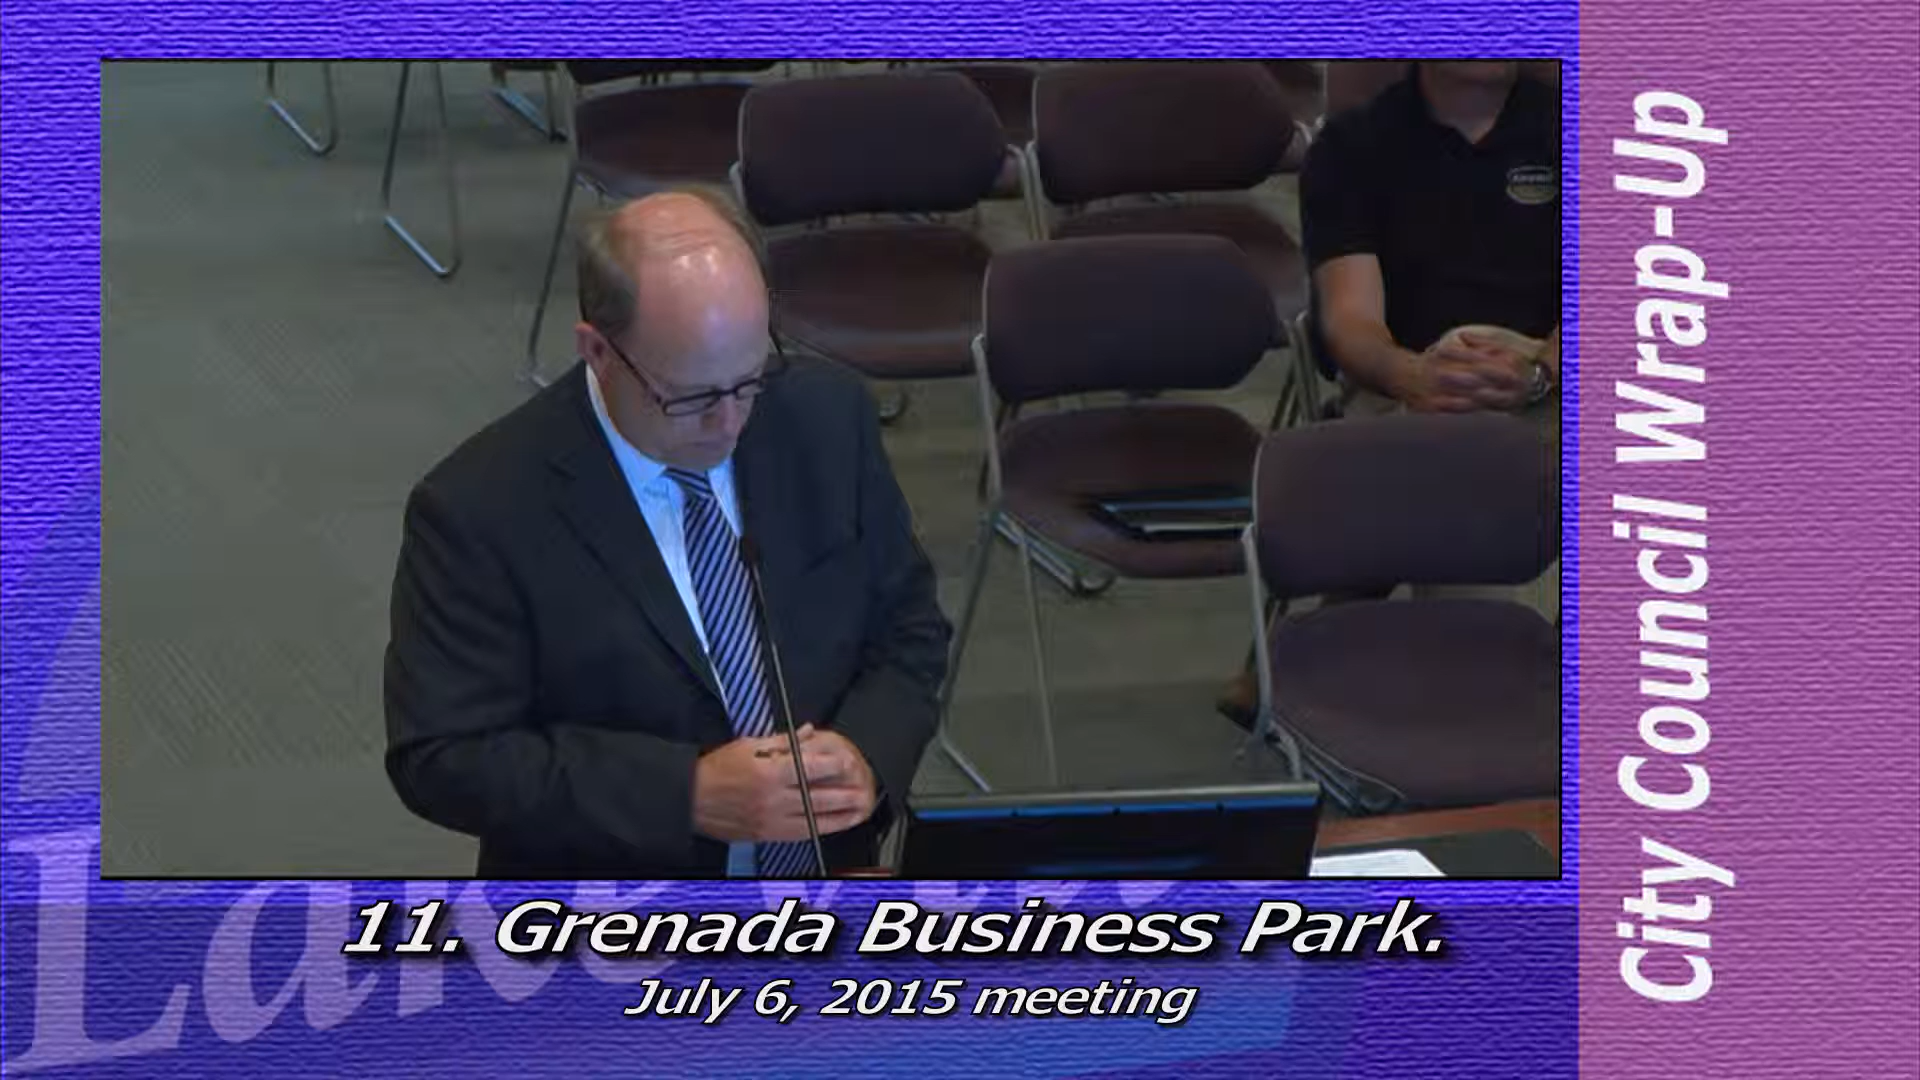 City Council Wrap-Up
11. Grenada Business Park.
July 6, 2015 meeting